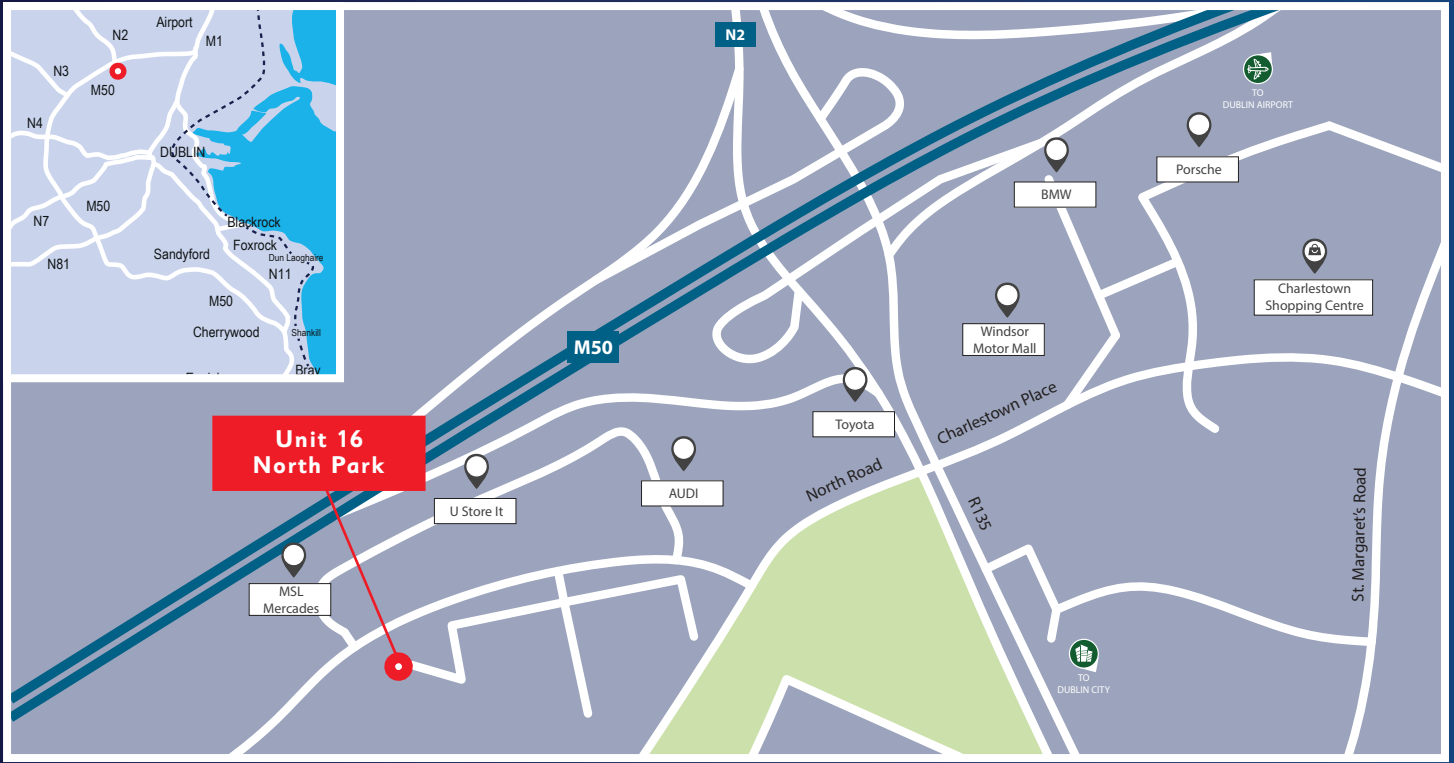 Airport
N2
M1
N3
M50
N4
DUBLIN
M50
N7
Blackrock
Foxrock
Sandyford
Dun Laoghaire
N81
N11
M50
Cherrywood
Shankill
Bray
N2
TO
DUBLIN AIRPORT
Porsche
BMW
Charlestown
Shopping Centre
Windsor
Motor Mall
M50
Charlestown Place
Toyota
Unit 16
North Park
North Road
AUDI
U Store It
R135
St. Margaret's Road
MSL
Mercades
TO
DUBLIN CITY